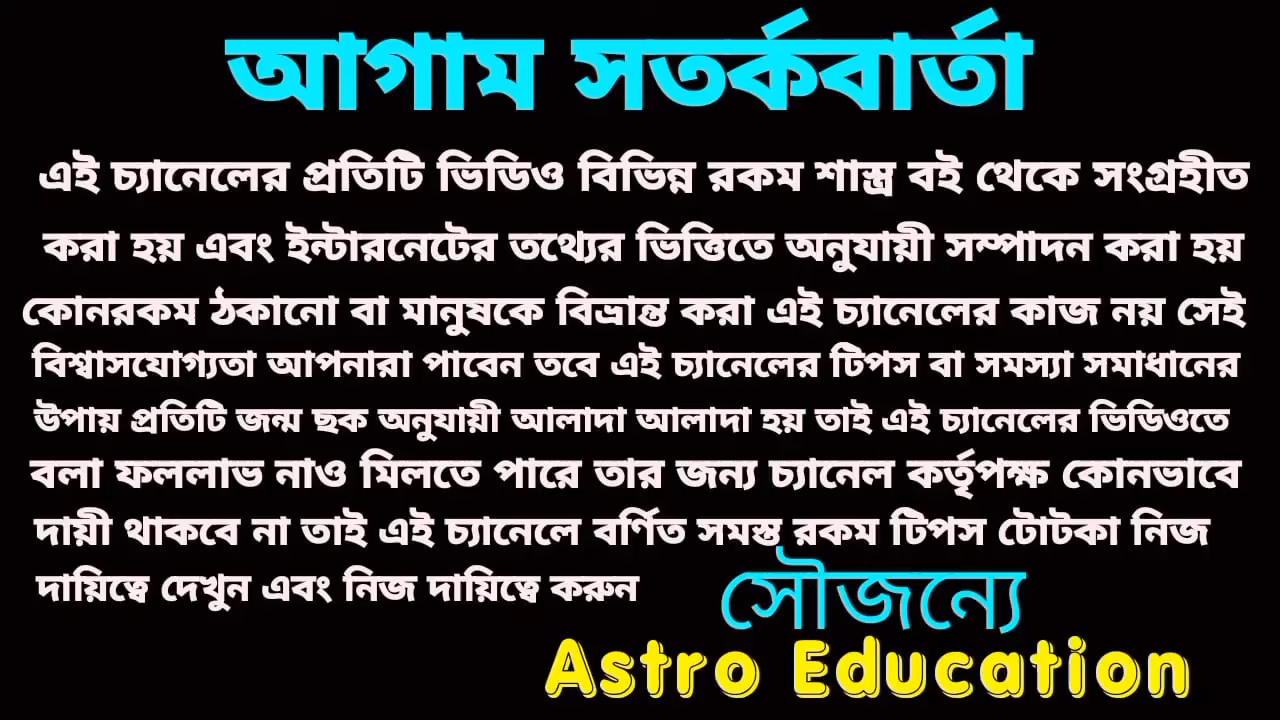 আগাম সতর্কবার্তা
এই চ্যানেলের প্রতিটি ভিডিও বিভিন্ন রকম শাস্ত্র বই থেকে সংগ্রহীত
করা হয় এবং ইন্টারনেটের তথ্যের ভিত্তিতে অনুযায়ী সম্পাদন করা হয়
কোনরকম ঠকানো বা মানুষকে বিভ্রান্ত করা এই চ্যানেলের কাজ নয় সেই
বিশ্বাসযোগ্যতা আপনারা পাবেন তবে এই চ্যানেলের টিপস বা সমস্যা সমাধানের
উপায় প্রতিটি জন্ম ছক অনুযায়ী আলাদা আলাদা হয় তাই এই চ্যানেলের ভিডিওতে
বলা ফললাভ নাও মিলতে পারে তার জন্য চ্যানেল কর্তৃপক্ষ কোনভাবে
দায়ী থাকবে না তাই এই চ্যানেলে বর্ণিত সমস্ত রকম টিপস টোটকা নিজ
দায়িত্বে দেখুন এবং নিজ দায়িত্বে করুন
সৌজন্যে
Astro Education